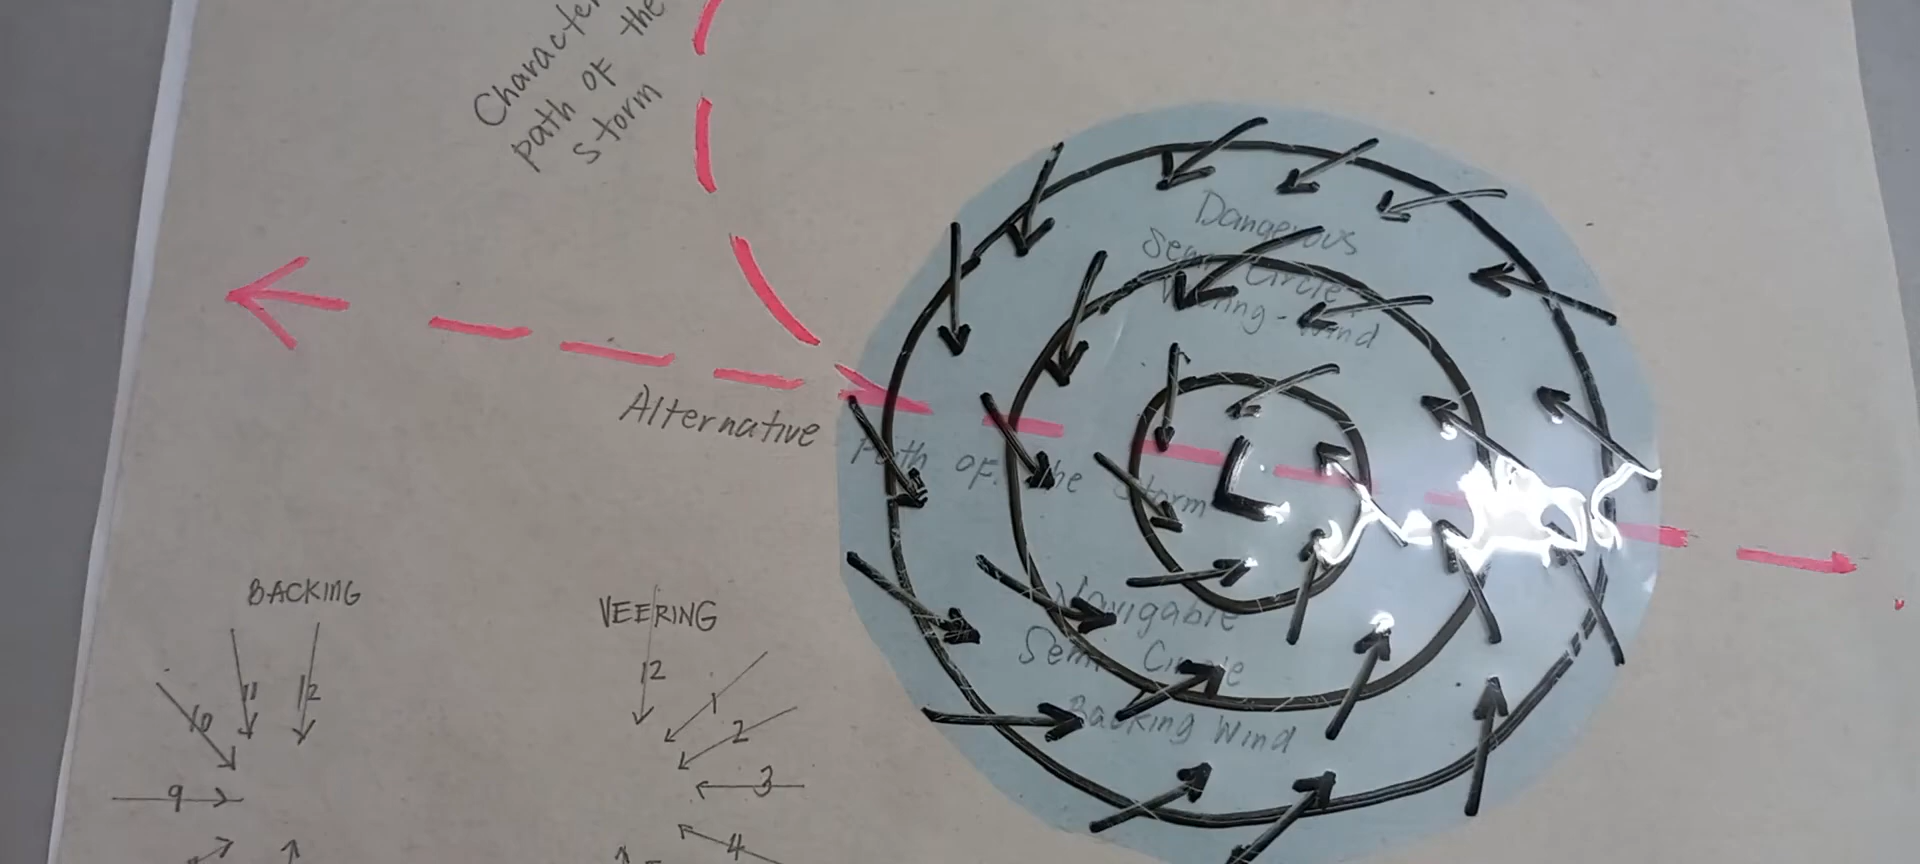 Character
path of the
storm
Dangerous
Semi Circle
Veering-Wind
Alternative
Path of the Storm
L
Navigable
Semi Circle
Backing Wind
BACKING
10
11
12
9
VEERING
12
1
2
3
4